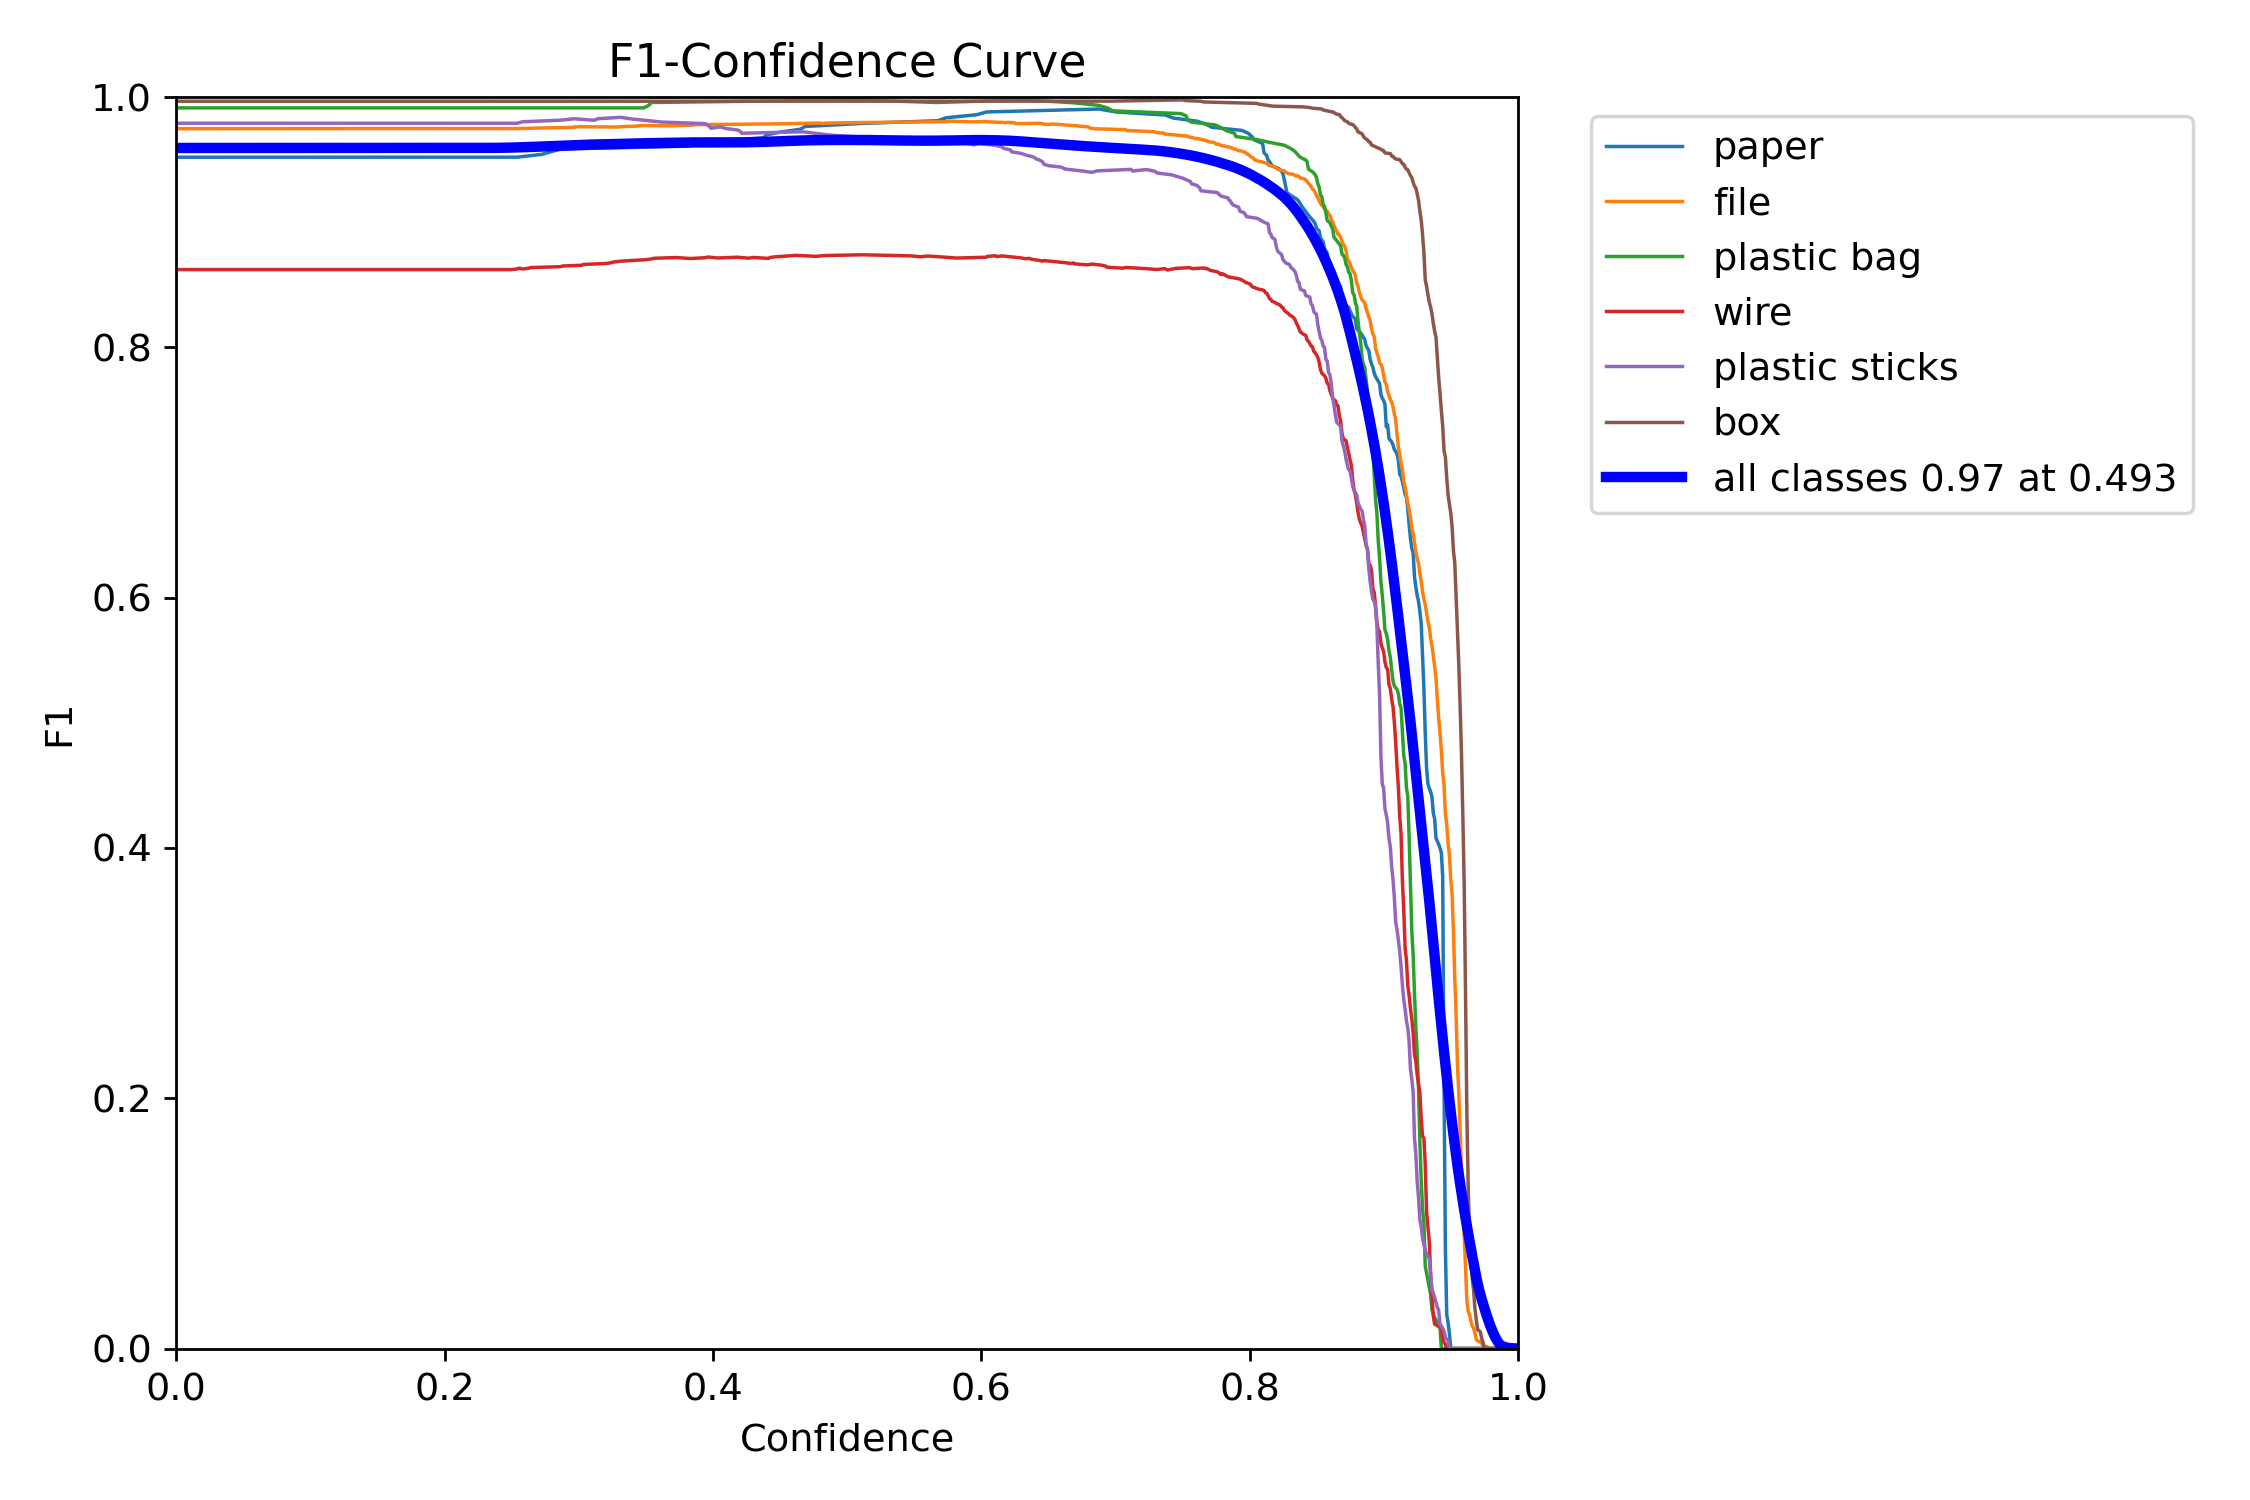 F1-Confidence Curve
1.0
0.8
0.6
0.4
0.2
0.0
F1
0.0 0.2 0.4 0.6 0.8 1.0
Confidence
paper
file
plastic bag
wire
plastic sticks
box
all classes 0.97 at 0.493